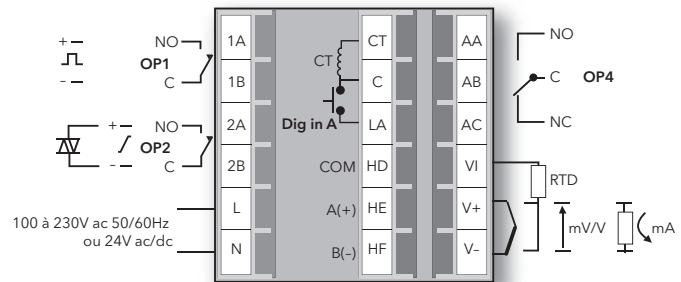 + –
NO
OP1
– –
C
1A
1B
2A
2B
L
N
+ –
NO
OP2
–
C
100 à 230V ac 50/60Hz
ou 24V ac/dc
CT
Dig in A
COM
A(+)
B(–)
CT
C
LA
HD
HE
HF
AA
AB
AC
VI
V+
V–
NO
C OP4
NC
RTD
mV/V
mA